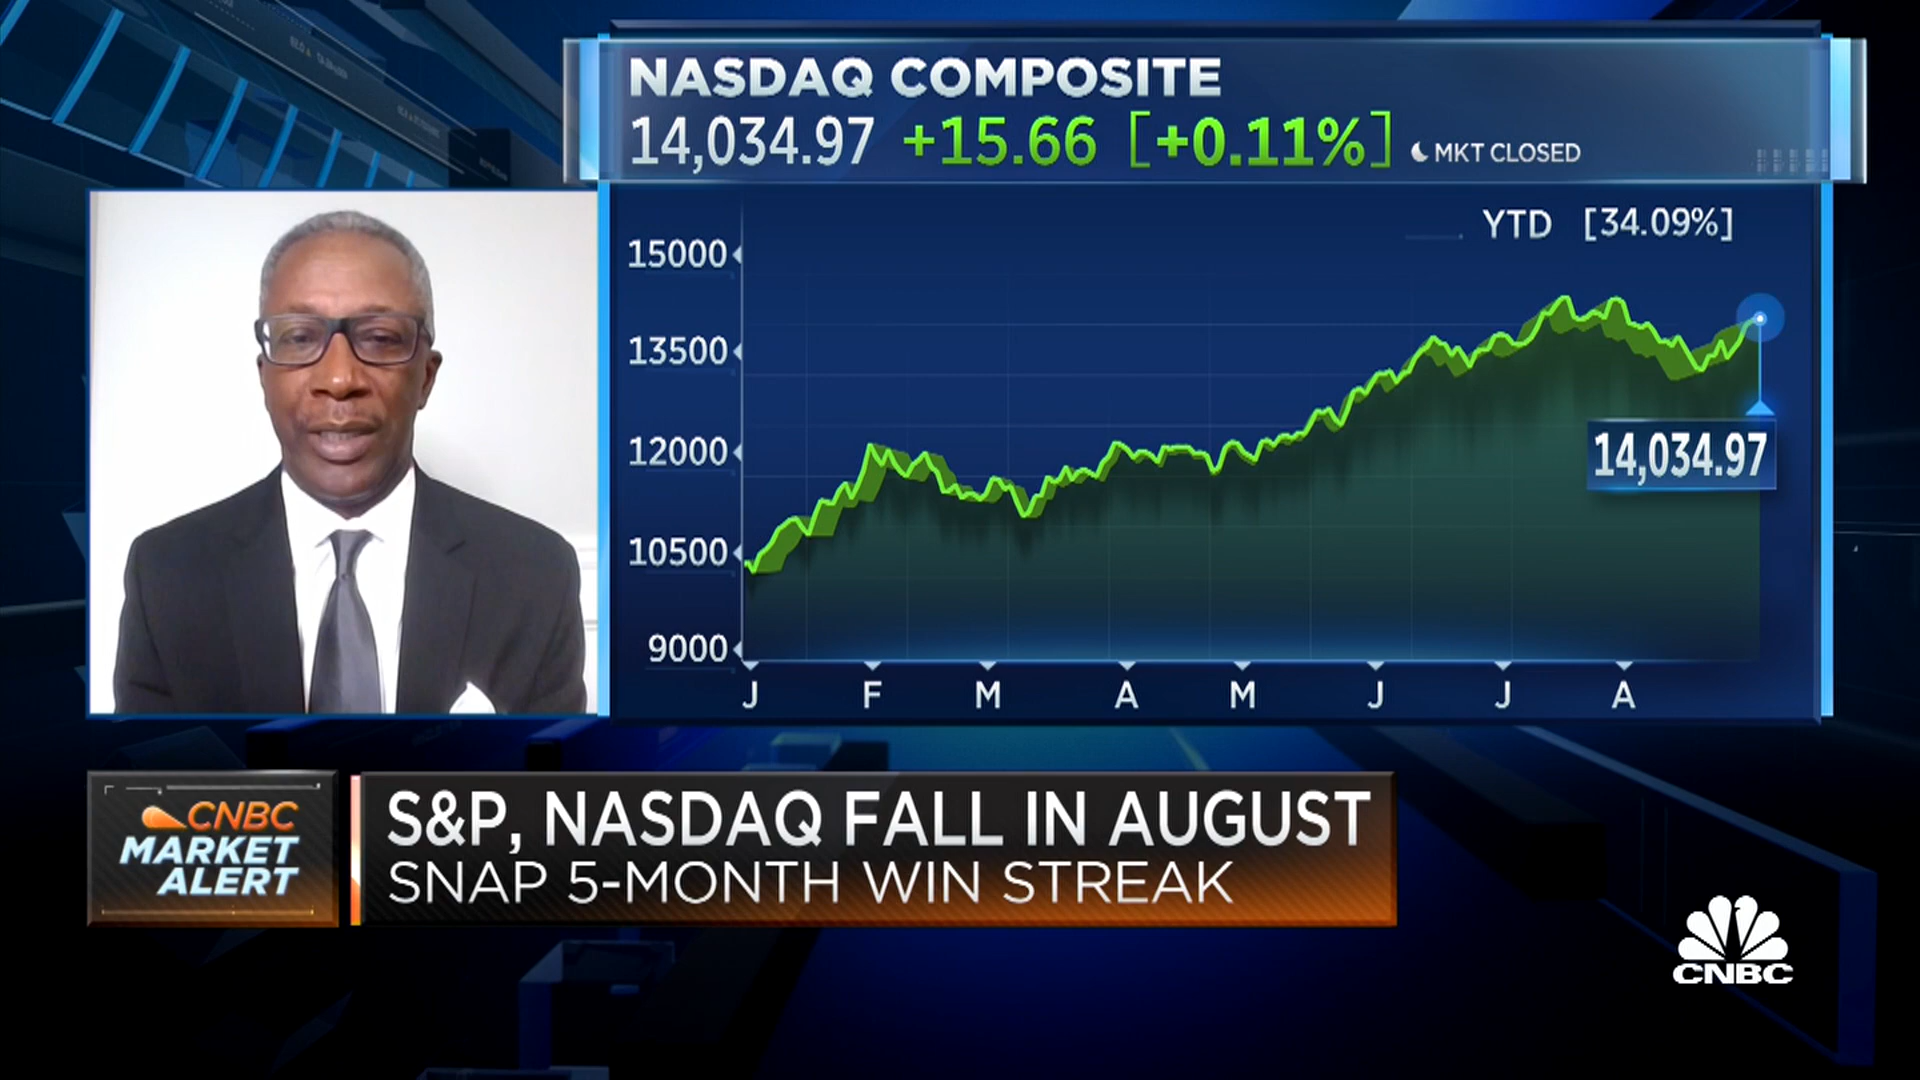 NASDAQ COMPOSITE
14,034.97 +15.66 [+0.11%] MKT CLOSED
YTD [34.09%]
15000
13500
12000
10500
9000
14,034.97
J F M A M J J A
CNBC
MARKET
ALERT
S&P, NASDAQ FALL IN AUGUST
SNAP 5-MONTH WIN STREAK
CNBC